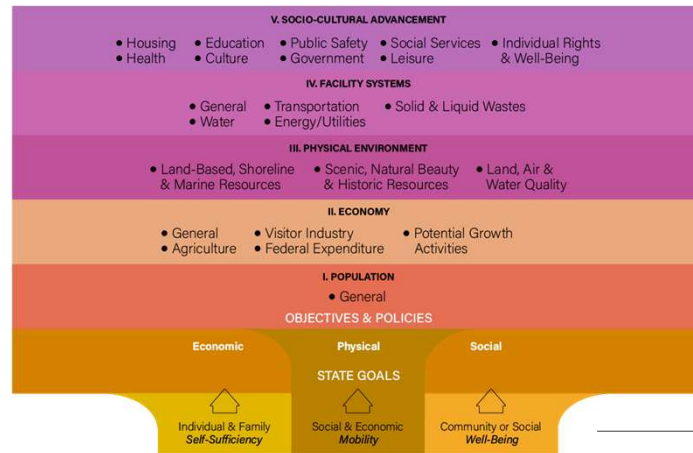 V. SOCIO-CULTURAL ADVANCEMENT
• Housing • Education • Public Safety • Social Services • Individual Rights
• Health • Culture • Government • Leisure & Well-Being
IV. FACILITY SYSTEMS
• General • Transportation • Solid & Liquid Wastes
• Water • Energy/Utilities
III. PHYSICAL ENVIRONMENT
• Land-Based, Shoreline • Scenic, Natural Beauty • Land, Air &
& Marine Resources & Historic Resources Water Quality
II. ECONOMY
• General • Visitor Industry • Potential Growth
• Agriculture • Federal Expenditure Activities
I. POPULATION
• General
OBJECTIVES & POLICIES
Economic Physical Social
STATE GOALS
Individual & Family Social & Economic Community or Social
Self-Sufficiency Mobility Well-Being